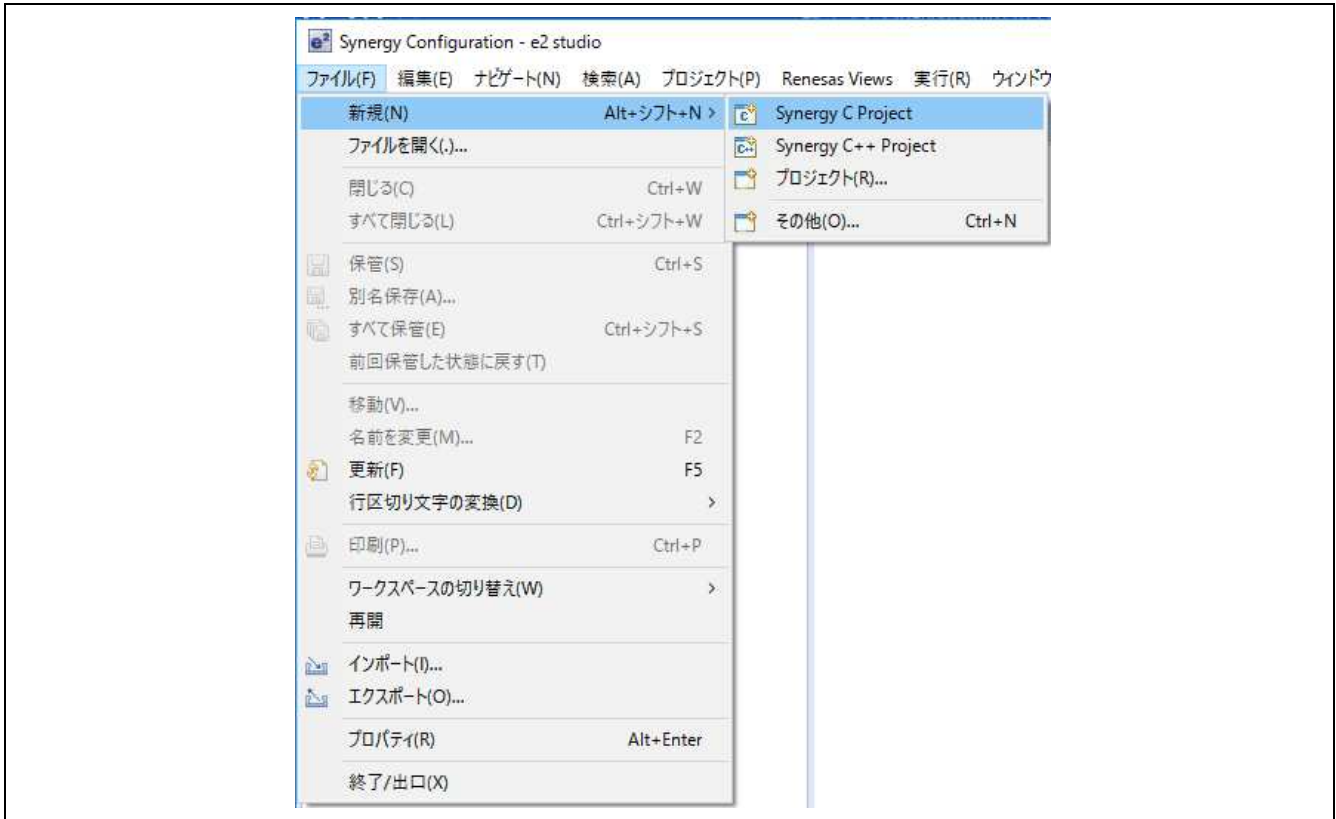 e² Synergy Configuration - e2 studio
ファイル(F) 編集(E) ナビゲート(N) 検索(A) プロジェクト(P) Renesas Views 実行(R) ウィンドウ
新規(N) Alt+シフト+N >
Synergy C Project
Synergy C++ Project
プロジェクト(R)...
その他(O)... Ctrl+N
ファイルを開く(.)...
閉じる(C) Ctrl+W
すべて閉じる(L) Ctrl+シフト+W
保管(S) Ctrl+S
別名保存(A)...
すべて保管(E) Ctrl+シフト+S
前回保管した状態に戻す(T)
移動(V)...
名前を変更(M)... F2
更新(F) F5
行区切り文字の変換(D) >
印刷(P)... Ctrl+P
ワークスペースの切り替え(W) >
再開
インポート(I)...
エクスポート(O)...
プロパティ(R) Alt+Enter
終了/出口(X)